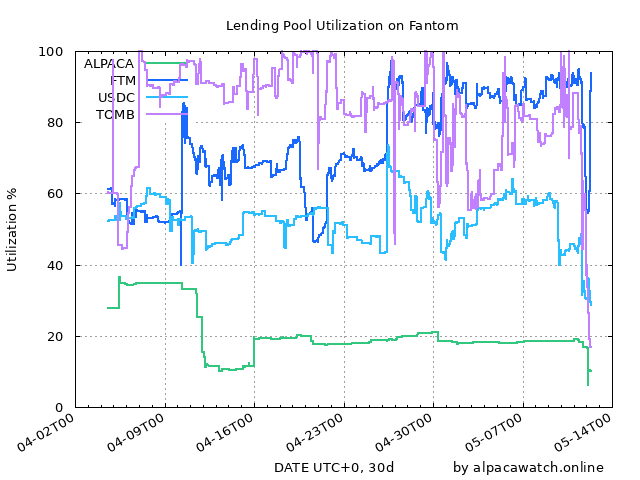 Lending Pool Utilization on Fantom
Utilization %
100
80
60
40
20
0
ALPACA
FTM
USDC
TOMB
04-02T00
04-09T00
04-16T00
04-23T00
04-30T00
05-07T00
05-14T00
DATE UTC+0, 30d
by alpacawatch.online